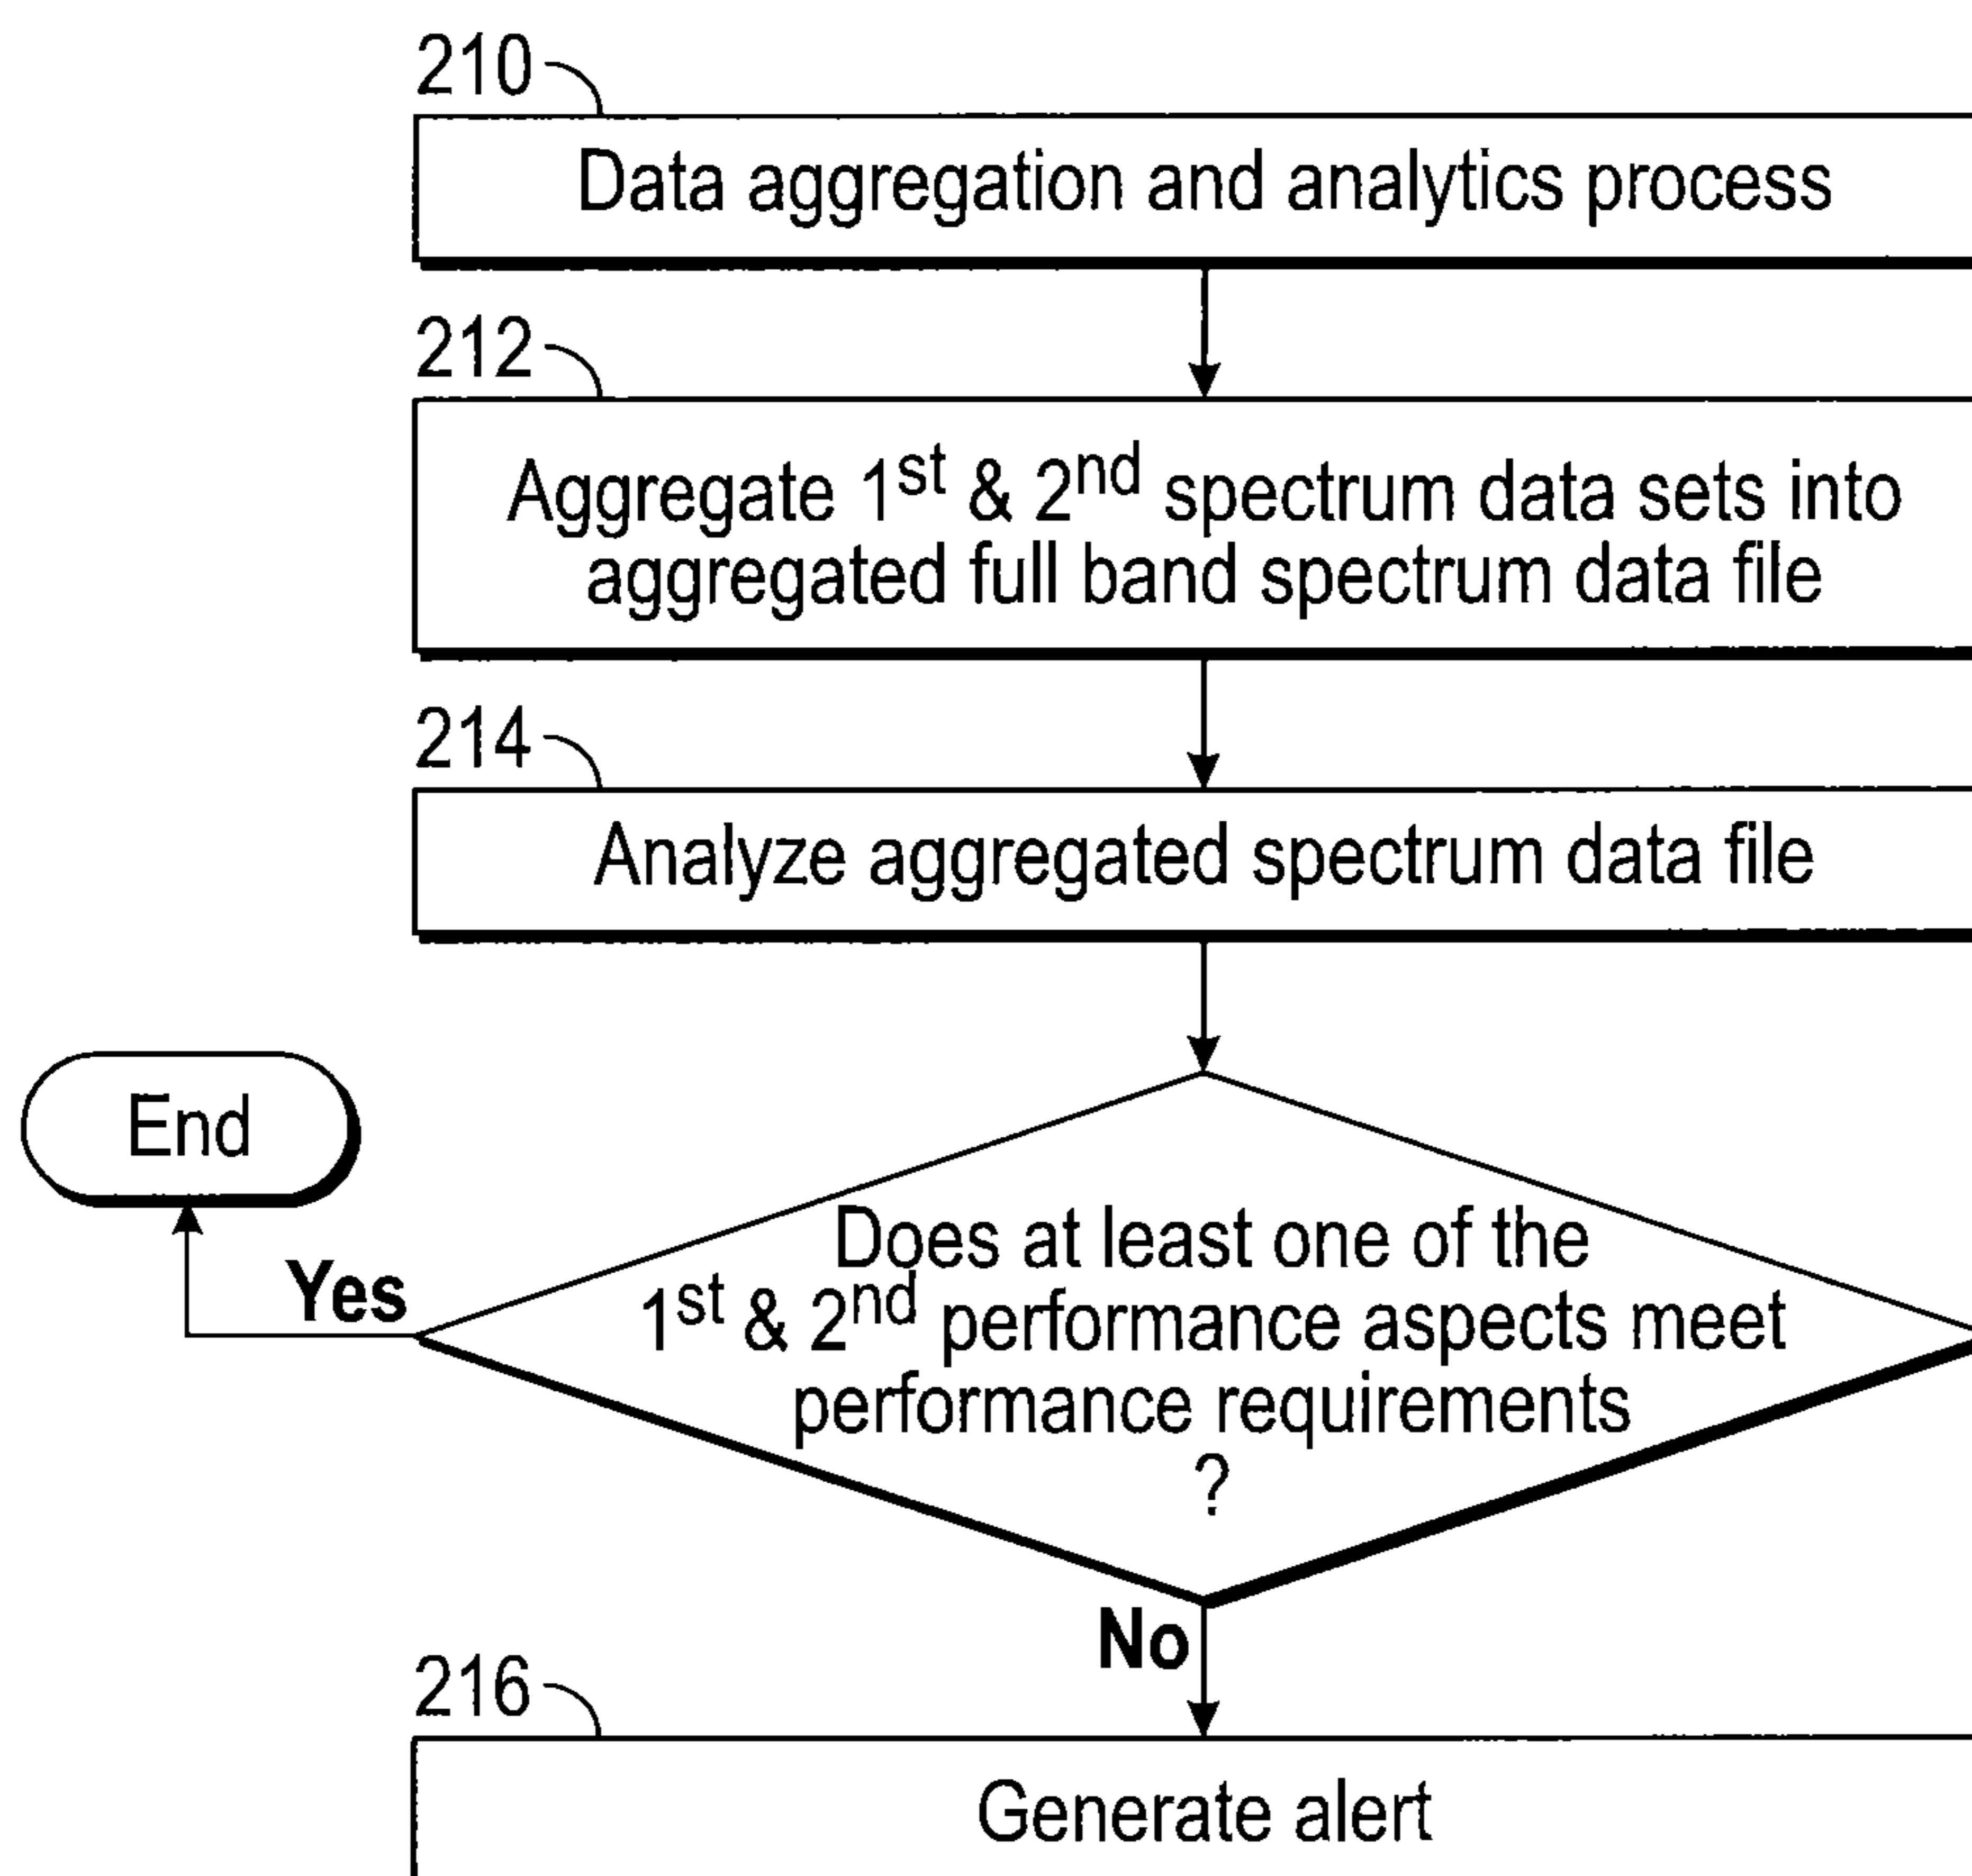 210
Data aggregation and analytics process
212
Aggregate 1st & 2nd spectrum data sets into
aggregated full band spectrum data file
214
Analyze aggregated spectrum data file
End
Yes
Does at least one of the
1st & 2nd performance aspects meet
performance requirements
?
No
216
Generate alert